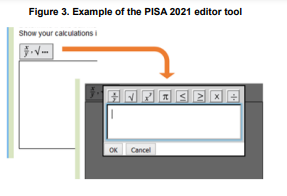 Figure 3. Example of the PISA 2021 editor tool
Show your calculations i
x/y, √ ...
√ π ≤ ≥ × ÷
OK Cancel